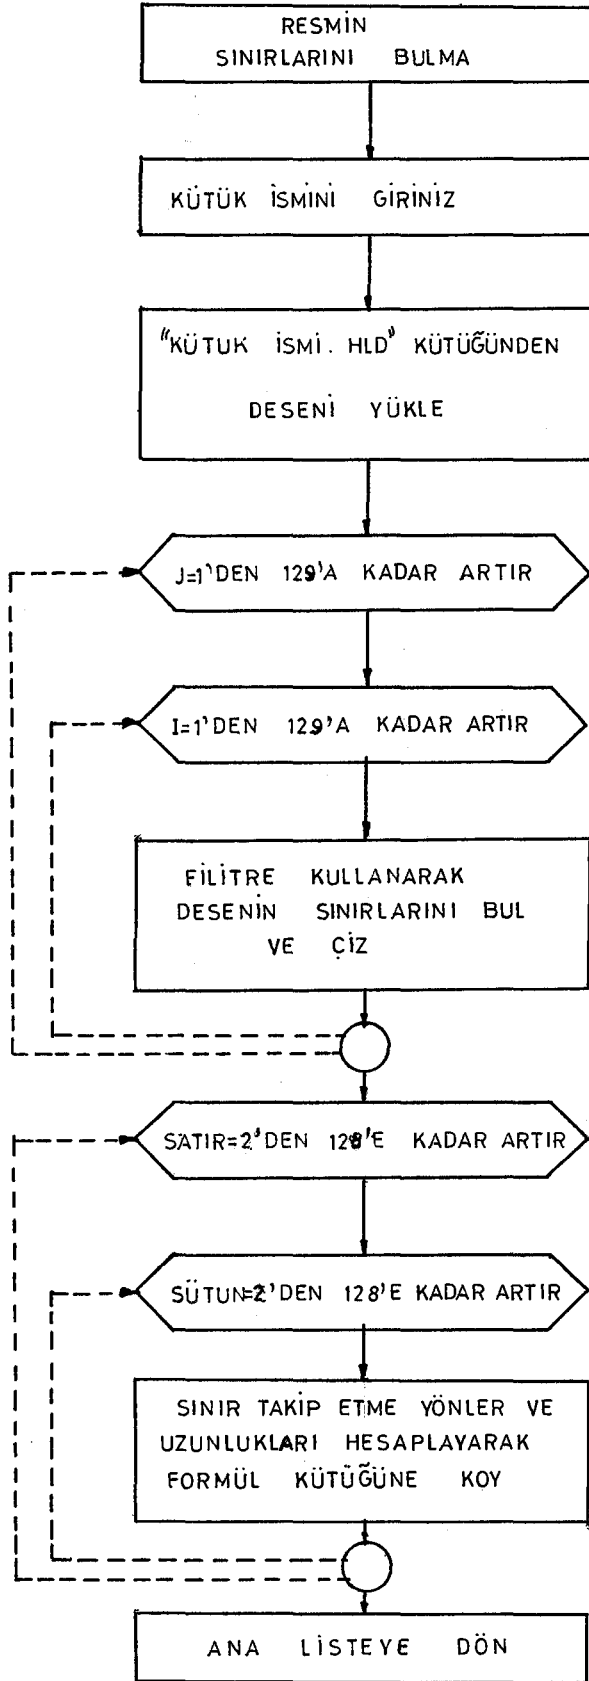 RESMİN
SINIRLARINI BULMA
KÜTÜK İSMİNİ GİRİNİZ
"KÜTUK İSMİ. HLD" KÜTÜĞÜNDEN
DESENİ YÜKLE
J=1'DEN 129'A KADAR ARTIR
I=1'DEN 129'A KADAR ARTIR
FİLİTRE KULLANARAK
DESENİN SINIRLARINI BUL
VE ÇİZ
SATIR=2'DEN 128'E KADAR ARTIR
SÜTUN=2'DEN 128'E KADAR ARTIR
SINIR TAKİP ETME YÖNLER VE
UZUNLUKLARI HESAPLAYARAK
FORMÜL KÜTÜĞÜNE KOY
ANA LİSTEYE DÖN